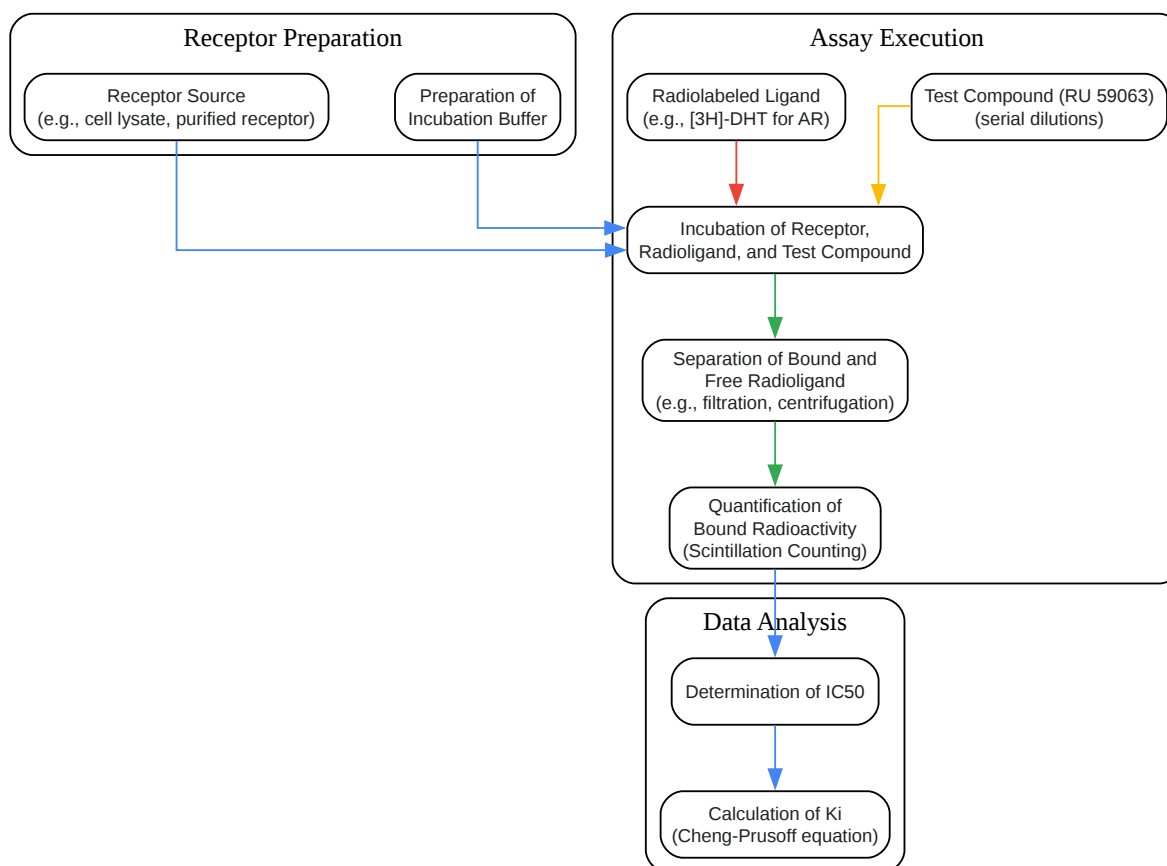 Receptor Preparation
Receptor Source
(e.g., cell lysate, purified receptor)
Preparation of
Incubation Buffer
Assay Execution
Radiolabeled Ligand
(e.g., [3H]-DHT for AR)
Test Compound (RU 59063)
(serial dilutions)
Incubation of Receptor,
Radioligand, and Test Compound
Separation of Bound and
Free Radioligand
(e.g., filtration, centrifugation)
Quantification of
Bound Radioactivity
(Scintillation Counting)
Data Analysis
Determination of IC50
Calculation of Ki
(Cheng-Prusoff equation)